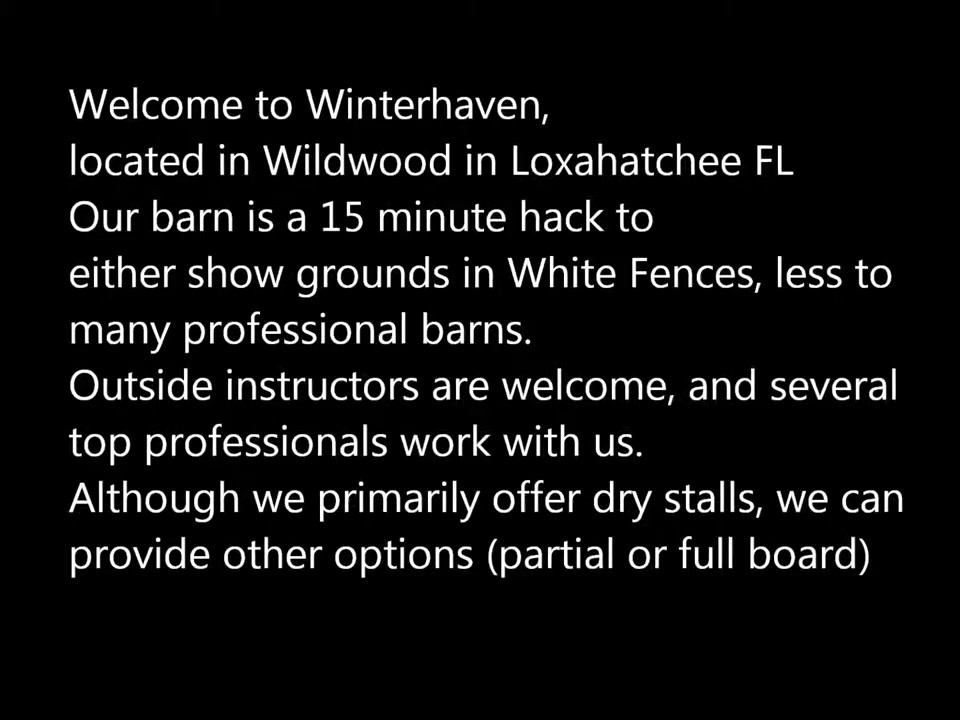 Welcome to Winterhaven,
located in Wildwood in Loxahatchee FL
Our barn is a 15 minute hack to
either show grounds in White Fences, less to
many professional barns.
Outside instructors are welcome, and several
top professionals work with us.
Although we primarily offer dry stalls, we can
provide other options (partial or full board)